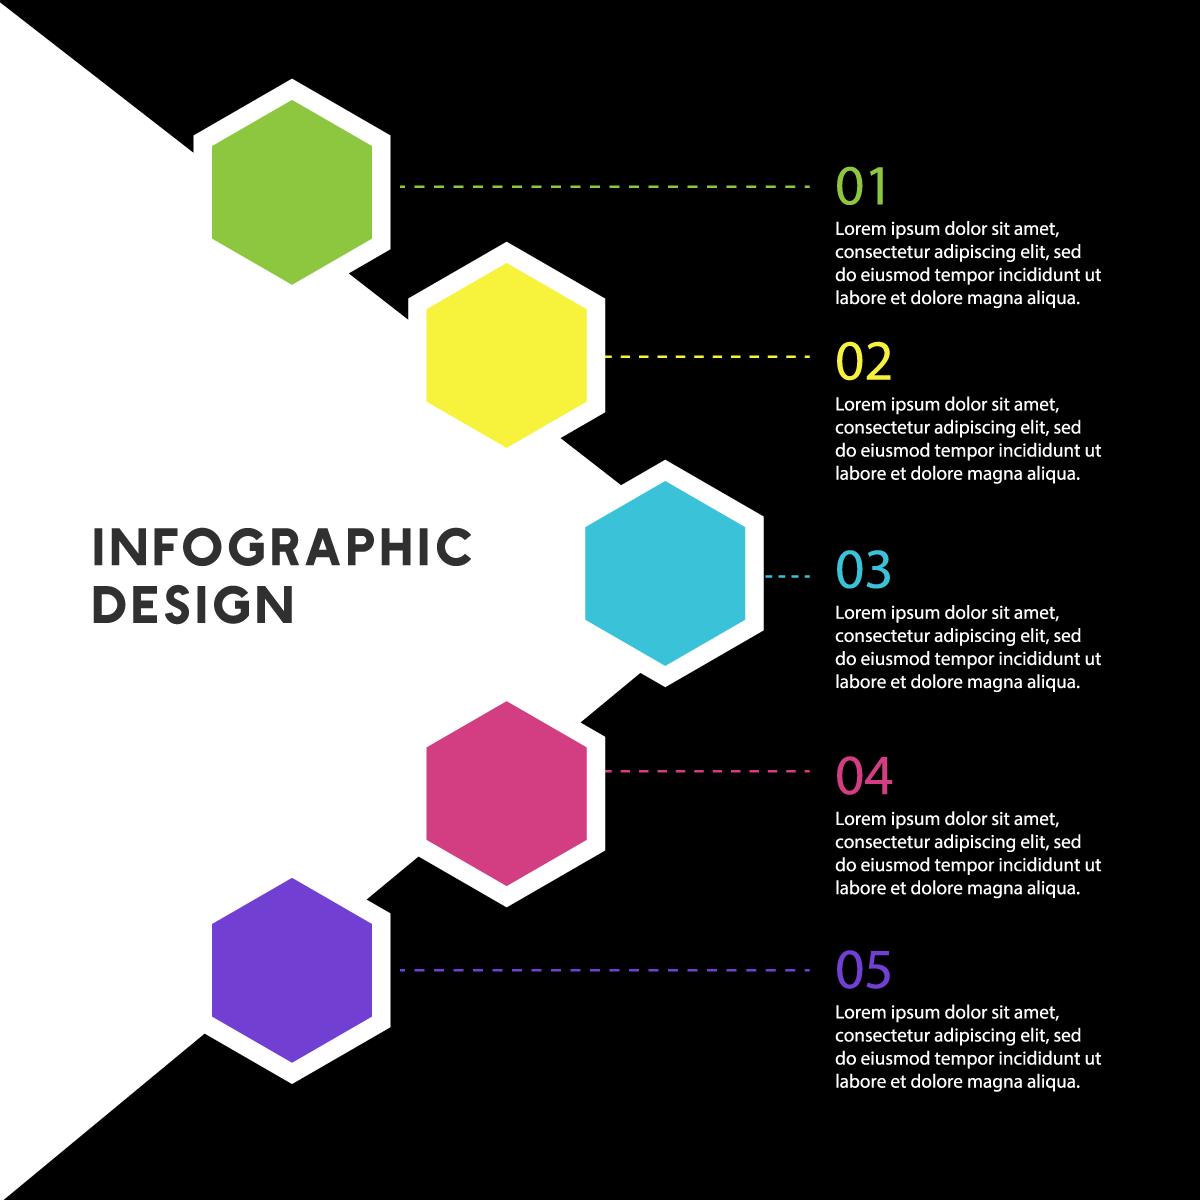 INFOGRAPHIC
DESIGN
01
Lorem ipsum dolor sit amet,
consectetur adipiscing elit, sed
do eiusmod tempor incididunt ut
labore et dolore magna aliqua.
02
Lorem ipsum dolor sit amet,
consectetur adipiscing elit, sed
do eiusmod tempor incididunt ut
labore et dolore magna aliqua.
03
Lorem ipsum dolor sit amet,
consectetur adipiscing elit, sed
do eiusmod tempor incididunt ut
labore et dolore magna aliqua.
04
Lorem ipsum dolor sit amet,
consectetur adipiscing elit, sed
do eiusmod tempor incididunt ut
labore et dolore magna aliqua.
05
Lorem ipsum dolor sit amet,
consectetur adipiscing elit, sed
do eiusmod tempor incididunt ut
labore et dolore magna aliqua.